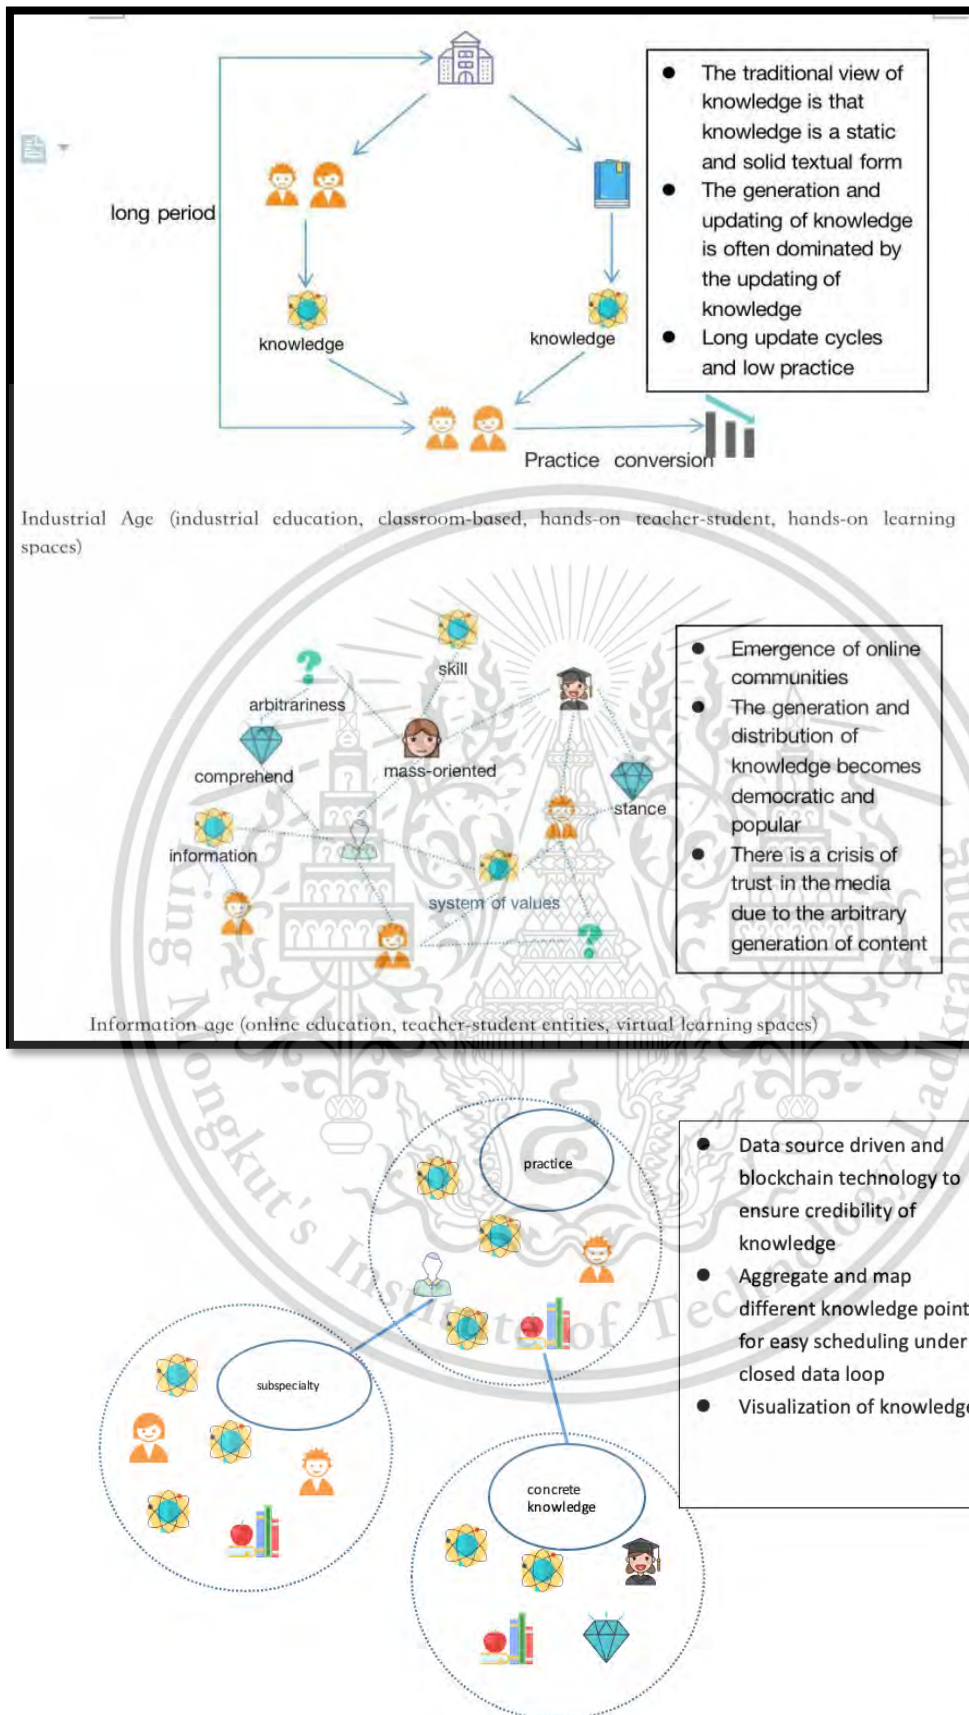 ● The traditional view of
knowledge is that
knowledge is a static
and solid textual form
● The generation and
updating of knowledge
is often dominated by
the updating of
knowledge
● Long update cycles
and low practice
long period
knowledge
knowledge
Practice conversion
Industrial Age (industrial education, classroom-based, hands-on teacher-student, hands-on learning
spaces)
skill
arbitrariness
comprehend
mass-oriented
stance
information
system of values
● Emergence of online
communities
● The generation and
distribution of
knowledge becomes
democratic and
popular
● There is a crisis of
trust in the media
due to the arbitrary
generation of content
Information age (online education, teacher-student entities, virtual learning spaces)
King Mongkut's Institute of Technology Ladkrabang
practice
subspecialty
concrete
knowledge
● Data source driven and
blockchain technology to
ensure credibility of
knowledge
● Aggregate and map
different knowledge point
for easy scheduling under
closed data loop
● Visualization of knowledge